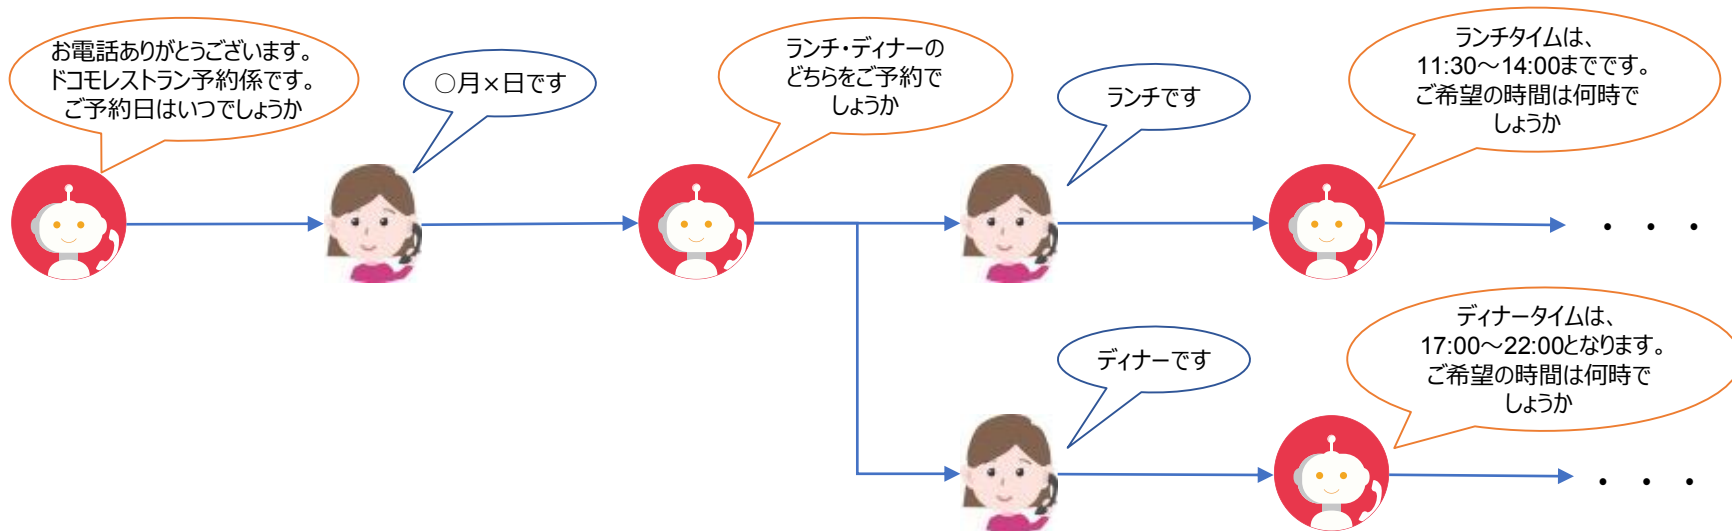 お電話ありがとうございます。
ドコモレストラン予約係です。
ご予約日はいつでしょうか
○月×日です
ランチ・ディナーの
どちらをご予約で
しょうか
ランチです
ランチタイムは、
11:30～14:00までです。
ご希望の時間は何時で
しょうか
・・・
ディナーです
ディナータイムは、
17:00～22:00となります。
ご希望の時間は何時で
しょうか
・・・